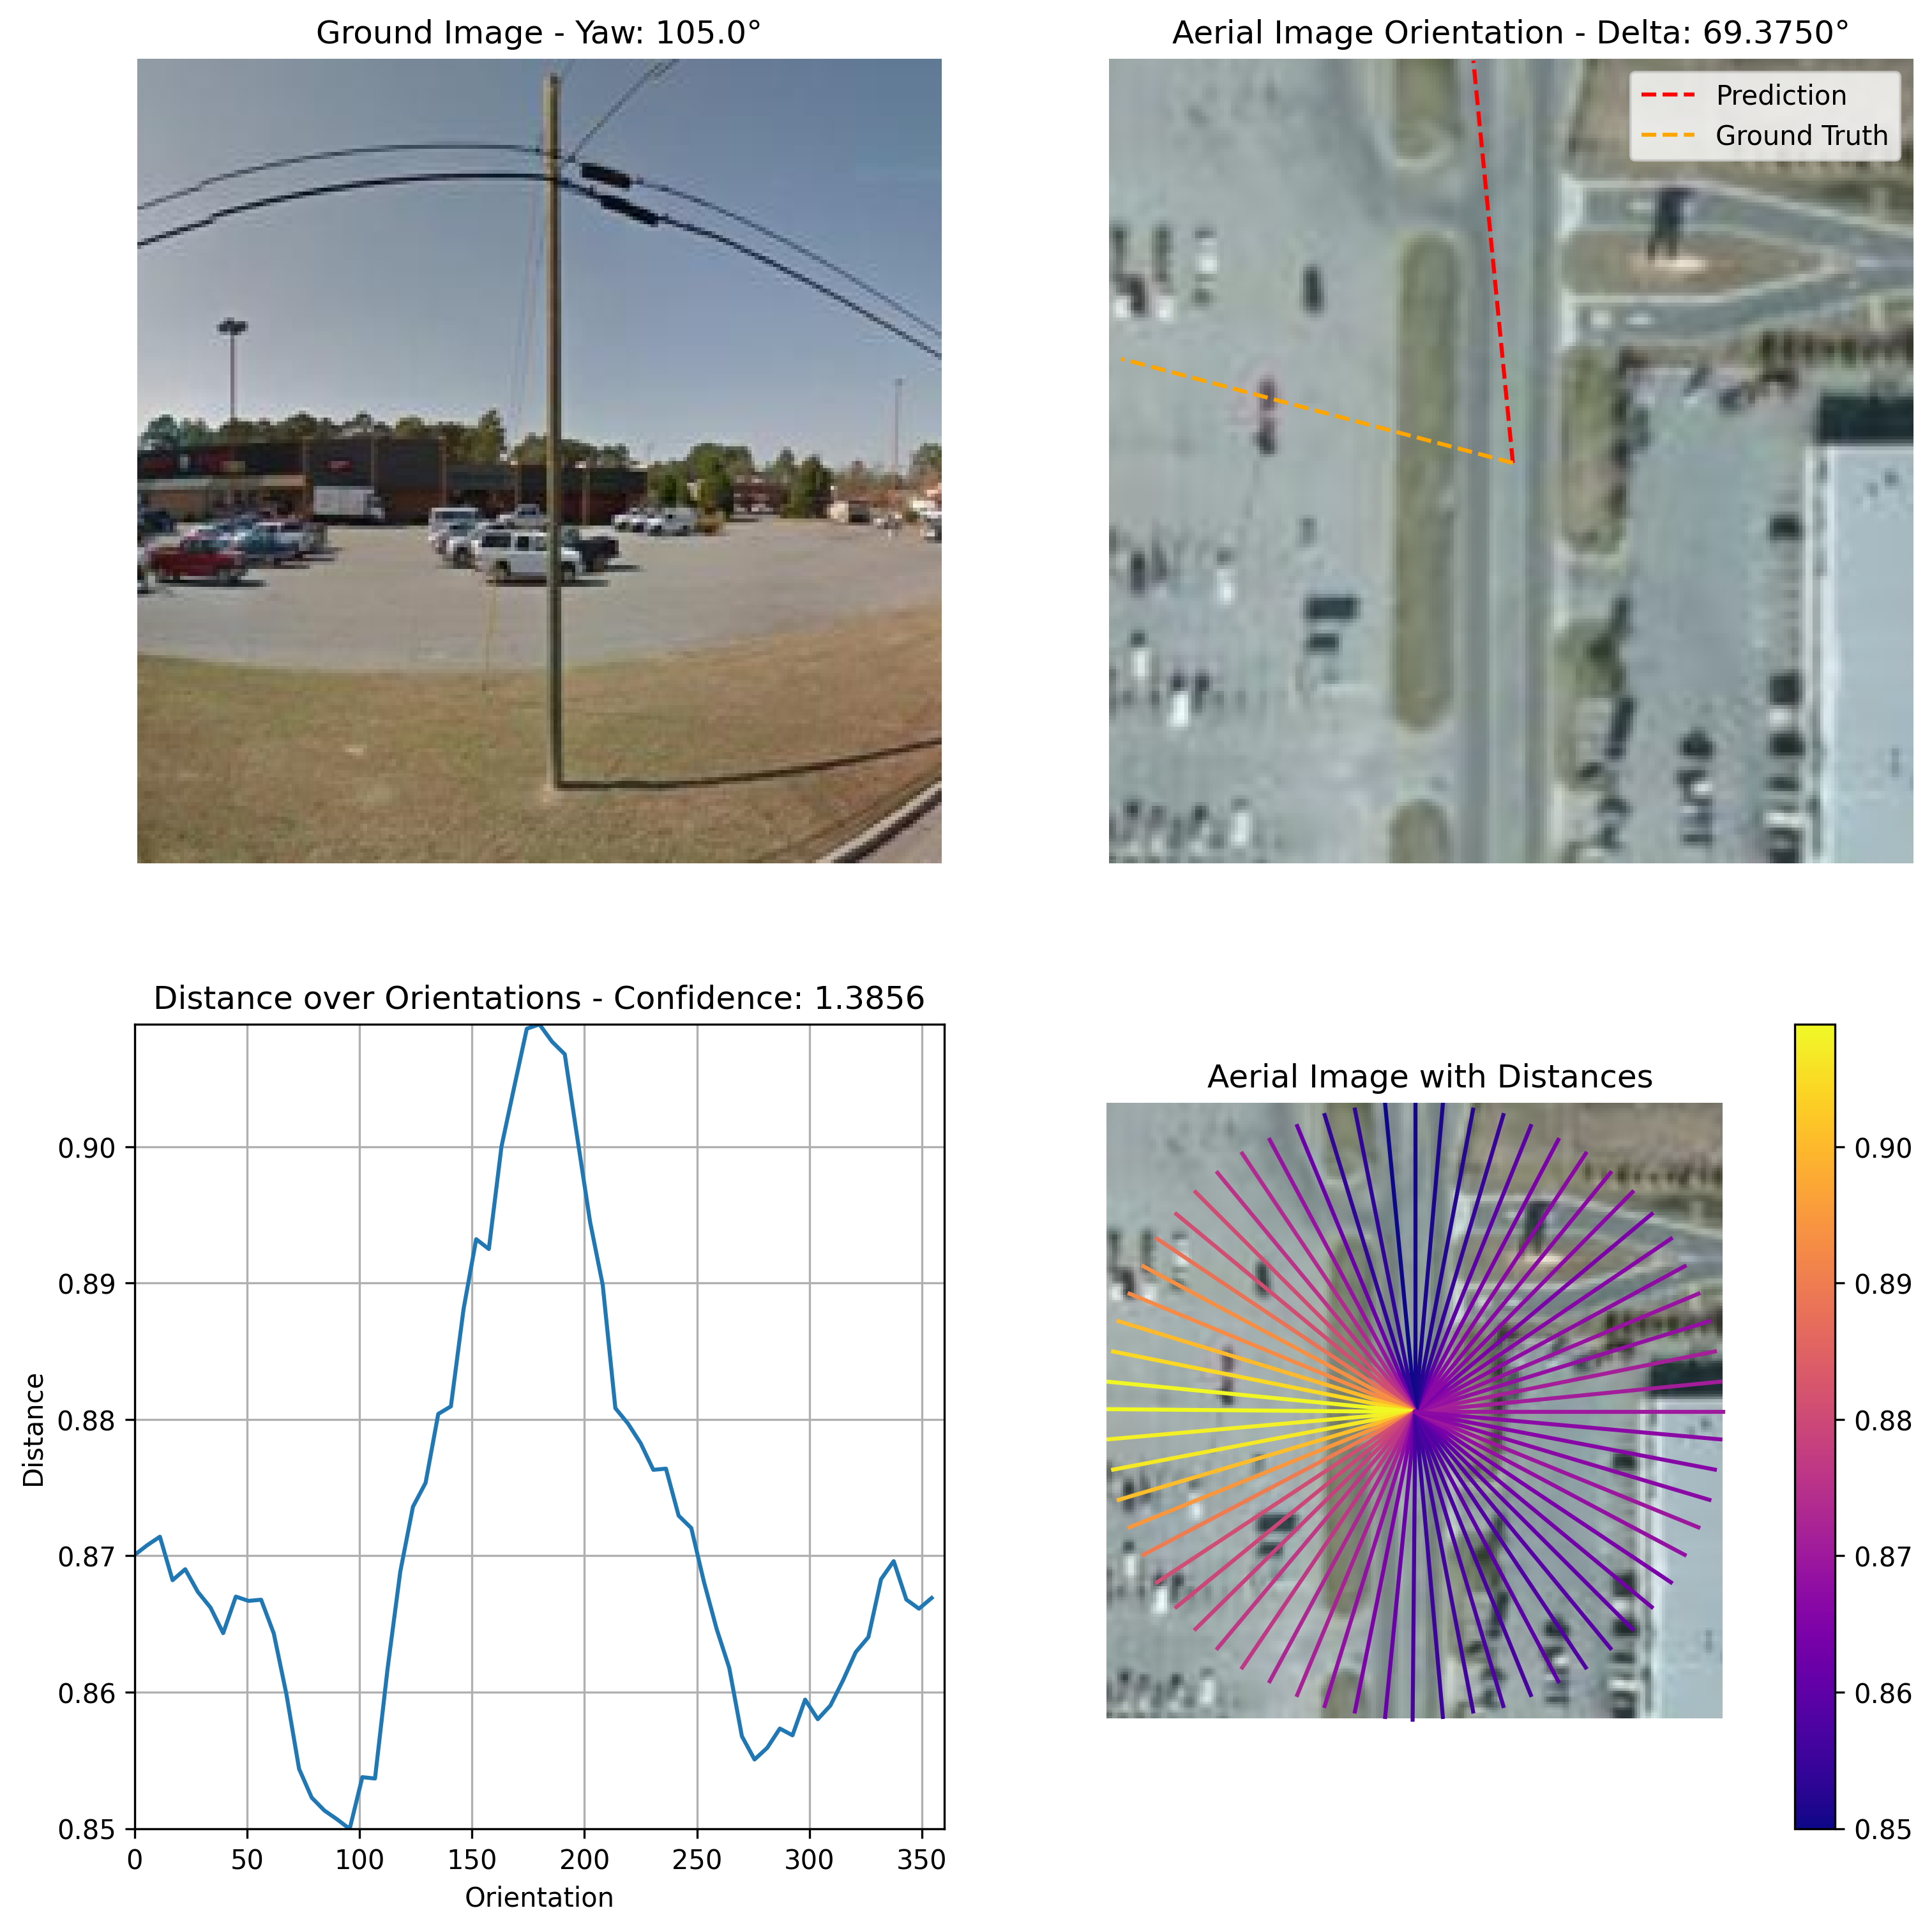 Ground Image - Yaw: 105.0°
Aerial Image Orientation - Delta: 69.3750°
Prediction
Ground Truth
Distance over Orientations - Confidence: 1.3856
0.90
0.89
0.88
0.87
0.86
0.85
Distance
0 50 100 150 200 250 300 350
Orientation
Aerial Image with Distances
0.90
0.89
0.88
0.87
0.86
0.85